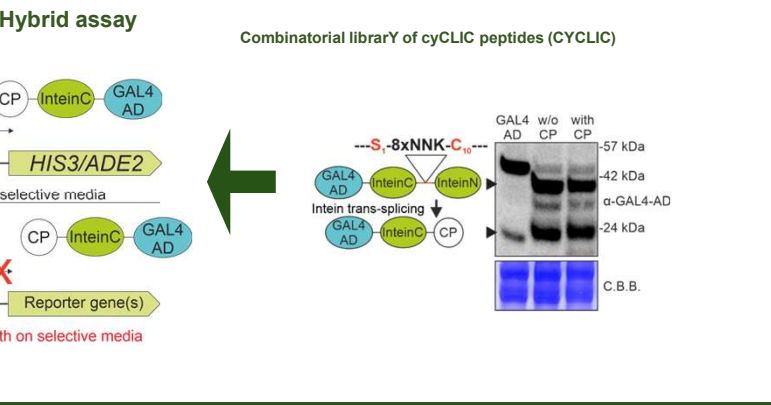 Hybrid assay
Combinatorial librarY of cyCLIC peptides (CYCLIC)
CP InteinC GAL4 AD
HIS3/ADE2
selective media
CP InteinC GAL4 AD
X
Reporter gene(s)
th on selective media
---S1-8xNNK-C10---
GAL4 AD InteinC InteinN
Intein trans-splicing
GAL4 AD InteinC CP
GAL4 AD w/o CP with CP
-57 kDa
-42 kDa
α-GAL4-AD
-24 kDa
C.B.B.